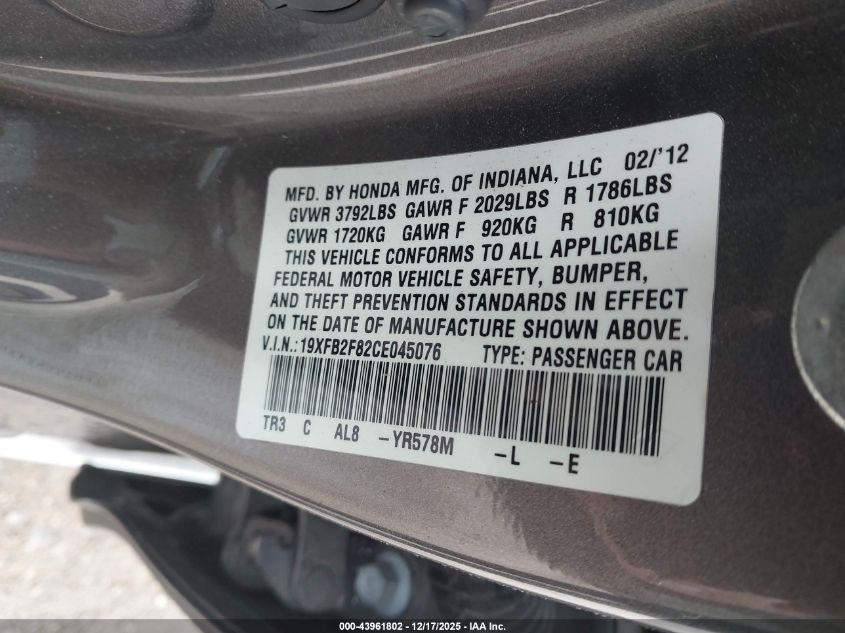 MFD. BY HONDA MFG. OF INDIANA, LLC 02/'12
GVWR 3792LBS GAWR F 2029LBS R 1786LBS
GVWR 1720KG GAWR F 920KG R 810KG
THIS VEHICLE CONFORMS TO ALL APPLICABLE
FEDERAL MOTOR VEHICLE SAFETY, BUMPER,
AND THEFT PREVENTION STANDARDS IN EFFECT
ON THE DATE OF MANUFACTURE SHOWN ABOVE.
V.I.N.:19XFB2F82CE045076 TYPE: PASSENGER CAR
TR3 C AL8 -YR578M -L -E
000-43961802 — 12/17/2025 — IAA Inc.